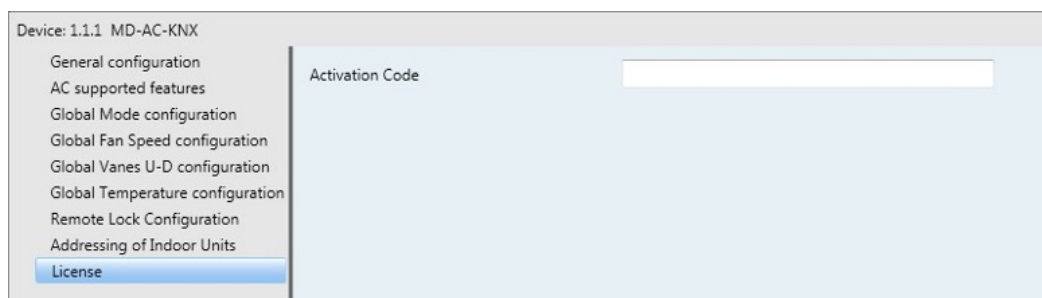 Device: 1.1.1 MD-AC-KNX
General configuration
AC supported features
Global Mode configuration
Global Fan Speed configuration
Global Vanes U-D configuration
Global Temperature configuration
Remote Lock Configuration
Addressing of Indoor Units
License
Activation Code